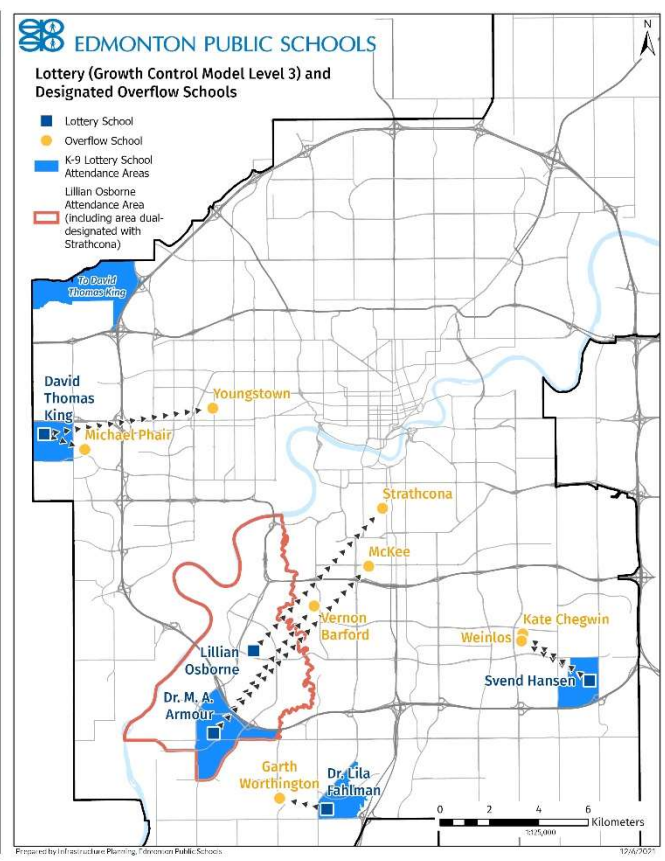 EDMONTON PUBLIC SCHOOLS
N
Lottery (Growth Control Model Level 3) and
Designated Overflow Schools
Lottery School
Overflow School
K-9 Lottery School
Attendance Areas
Lillian Osborne
Attendance Area
(including area dual-
designated with
Strathcona)
To David
Thomas King
David
Thomas
King
Youngstown
Michael Phair
Strathcona
McKee
Vernon
Barford
Kate Chegwin
Weinlos
Lillian
Osborne
Svend Hansen
Dr. M. A.
Armour
Garth
Worthington
Dr. Lila
Fahlman
0 2 4 6
Kilometers
1:125,000
Prepared by Infrastructure Planning, Edmonton Public Schools
12/6/2021